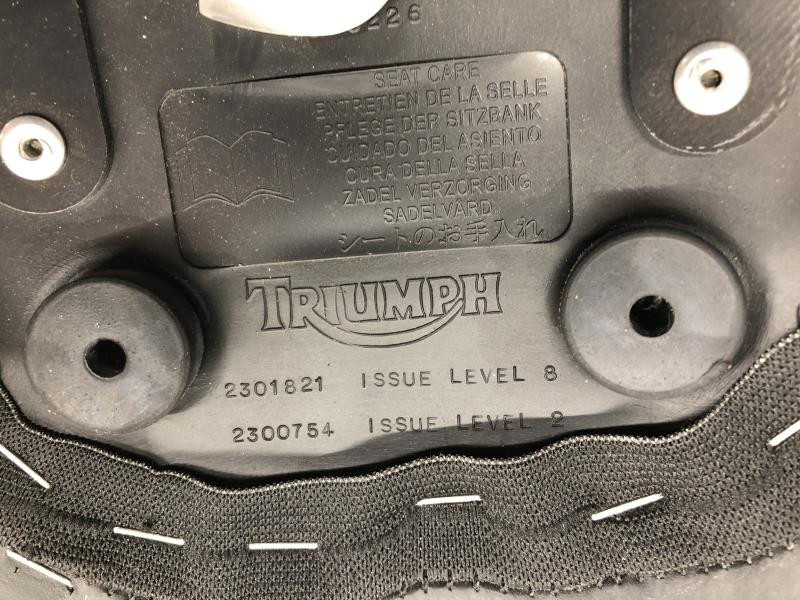 226
SEAT CARE
ENTRETIEN DE LA SELLE
PFLEGE DER SITZBANK
CUIDADO DEL ASIENTO
CURA DELLA SELLA
ZADEL VERZORGING
SADELVÅRD
シートのお手入れ
TRIUMPH
2301821 ISSUE LEVEL 8
2300754 ISSUE LEVEL 2